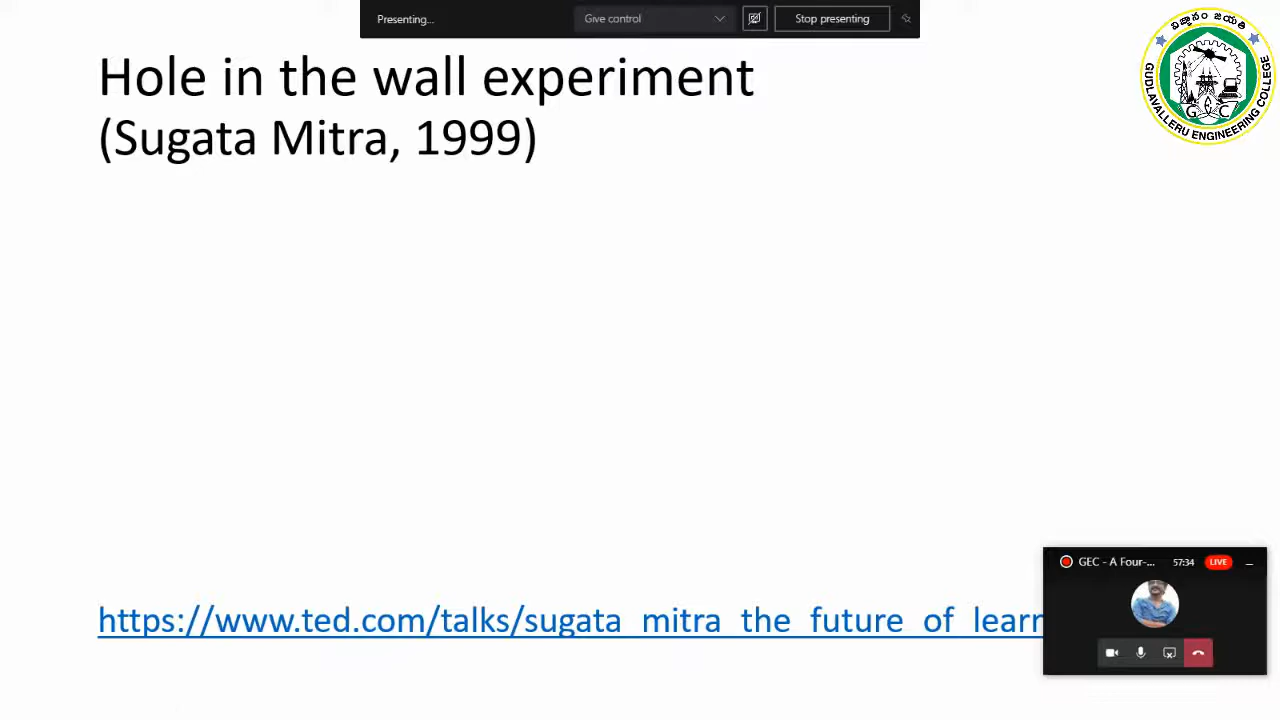 Presenting...
Give control
Stop presenting
Hole in the wall experiment
(Sugata Mitra, 1999)
విజ్ఞానం జయతి
GUDLAVALLERU ENGINEERING COLLEGE
G E C
https://www.ted.com/talks/sugata_mitra_the_future_of_learn
GEC - A Four-...
57:34
LIVE